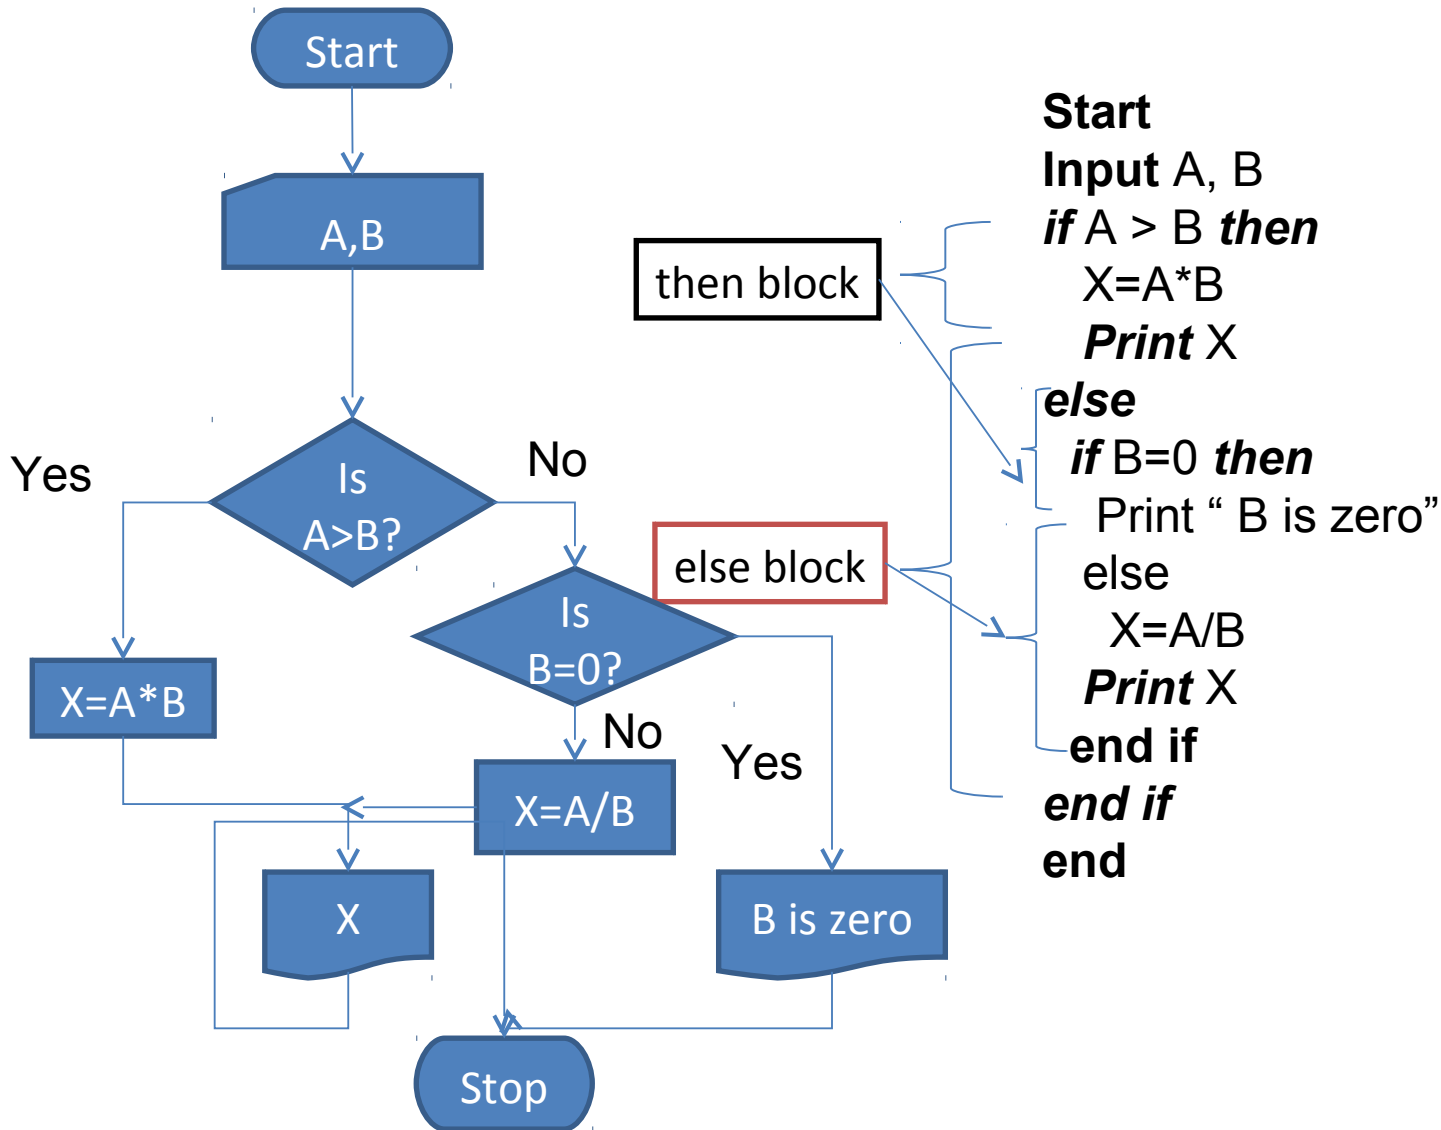 Start
A,B
Yes
Is
A>B?
No
Is
B=0?
X=A*B
No
Yes
X=A/B
X
B is zero
Stop
then block
else block
Start
Input A, B
if A > B then
X=A*B
Print X
else
if B=0 then
Print “ B is zero”
else
X=A/B
Print X
end if
end if
end